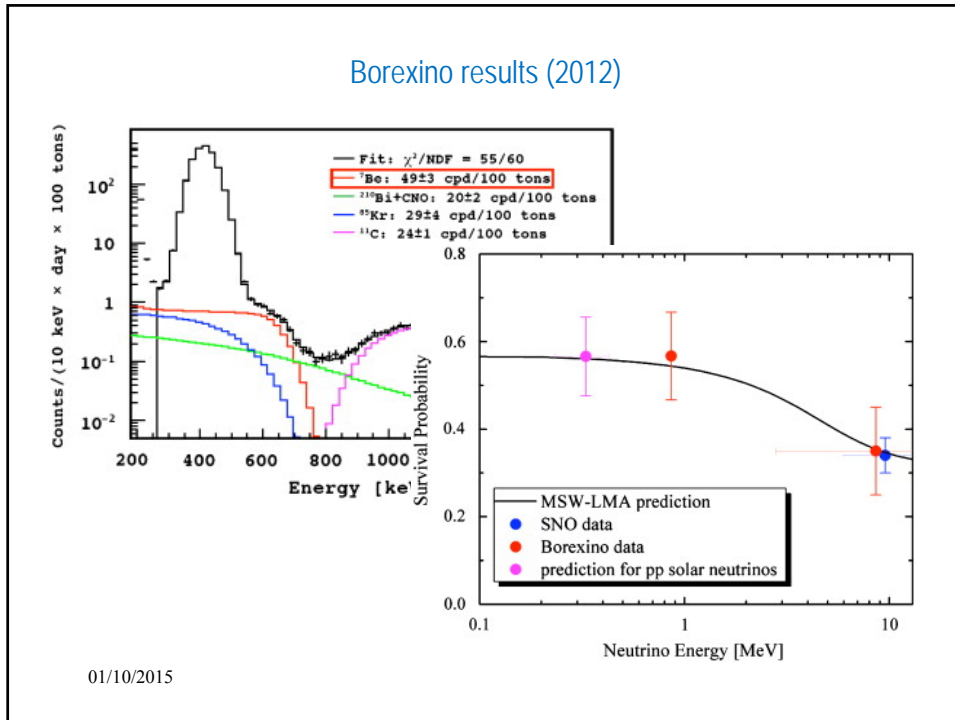 Borexino results (2012)
Counts/(10 keV × day × 100 tons)
10²
10
1
10⁻¹
10⁻²
Fit: χ²/NDF = 55/60
⁷Be: 49±3 cpd/100 tons
²¹⁰Bi+CNO: 20±2 cpd/100 tons
⁸⁵Kr: 29±4 cpd/100 tons
¹¹C: 24±1 cpd/100 tons
200 400 600 800 1000
Energy [ke
Survival Probability
0.8
0.6
0.4
0.2
0.0
MSW-LMA prediction
SNO data
Borexino data
prediction for pp solar neutrinos
0.1 1 10
Neutrino Energy [MeV]
01/10/2015